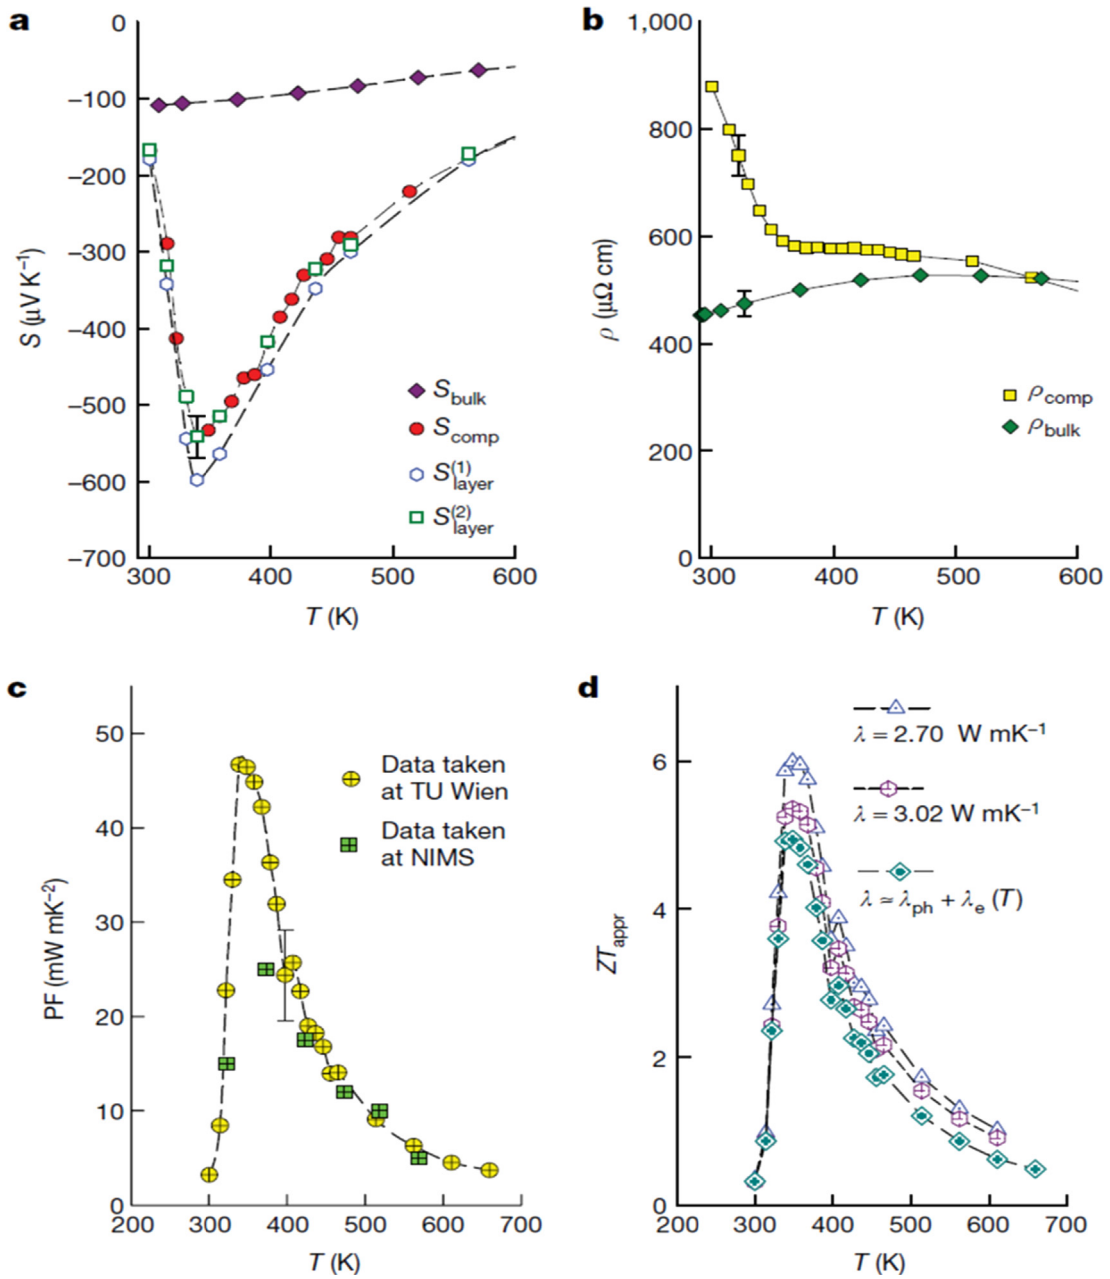 a
0
−100
−200
−300
−400
−500
−600
−700
300 400 500 600
S (μV K⁻¹)
T (K)
S_bulk
S_comp
S_layer^(1)
S_layer^(2)
b
1,000
800
600
400
200
0
300 400 500 600
ρ (μΩ cm)
T (K)
ρ_comp
ρ_bulk
c
50
40
30
20
10
0
200 300 400 500 600 700
PF (mW mK⁻²)
T (K)
Data taken
at TU Wien
Data taken
at NIMS
d
6
4
2
0
200 300 400 500 600 700
ZT_appr
T (K)
λ = 2.70 W mK⁻¹
λ = 3.02 W mK⁻¹
λ ≃ λ_ph + λ_e (T)